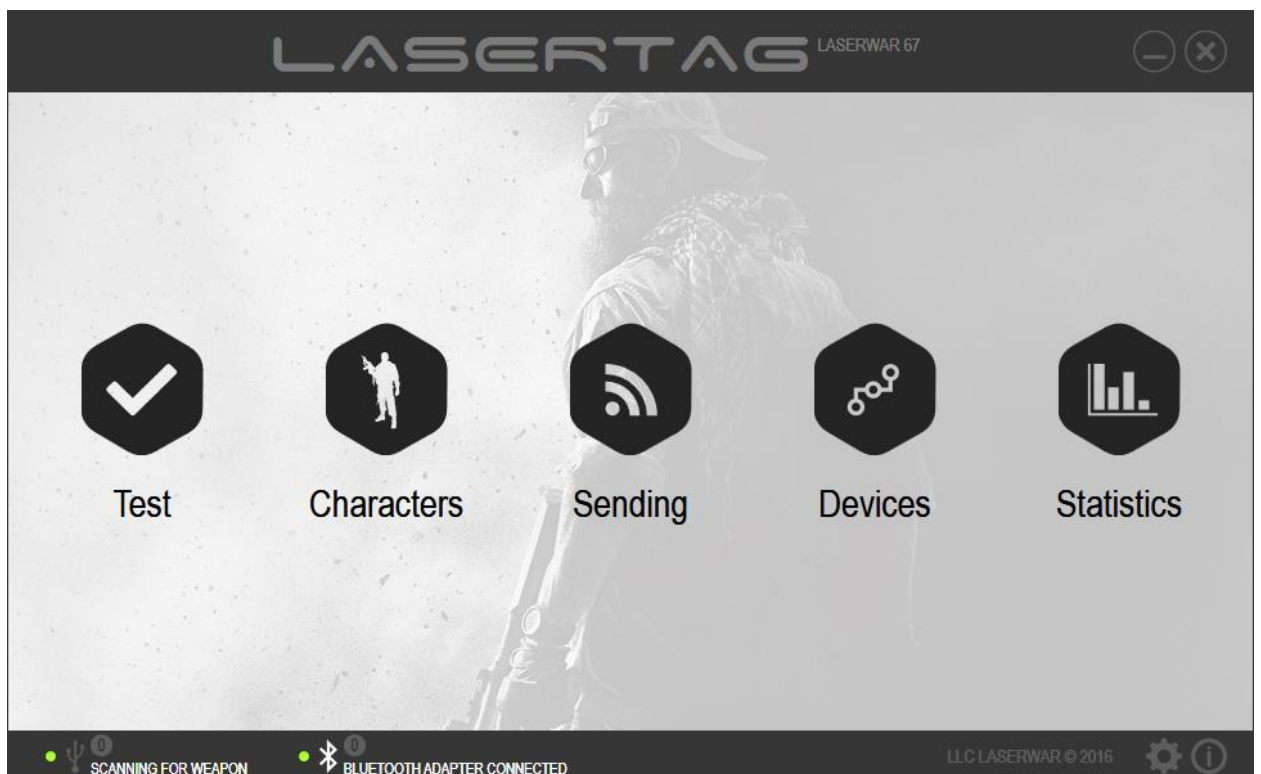 LASERTAG LASERWAR 67
Test Characters Sending Devices Statistics
0 0
SCANNING FOR WEAPON BLUETOOTH ADAPTER CONNECTED LLC LASERWAR © 2016